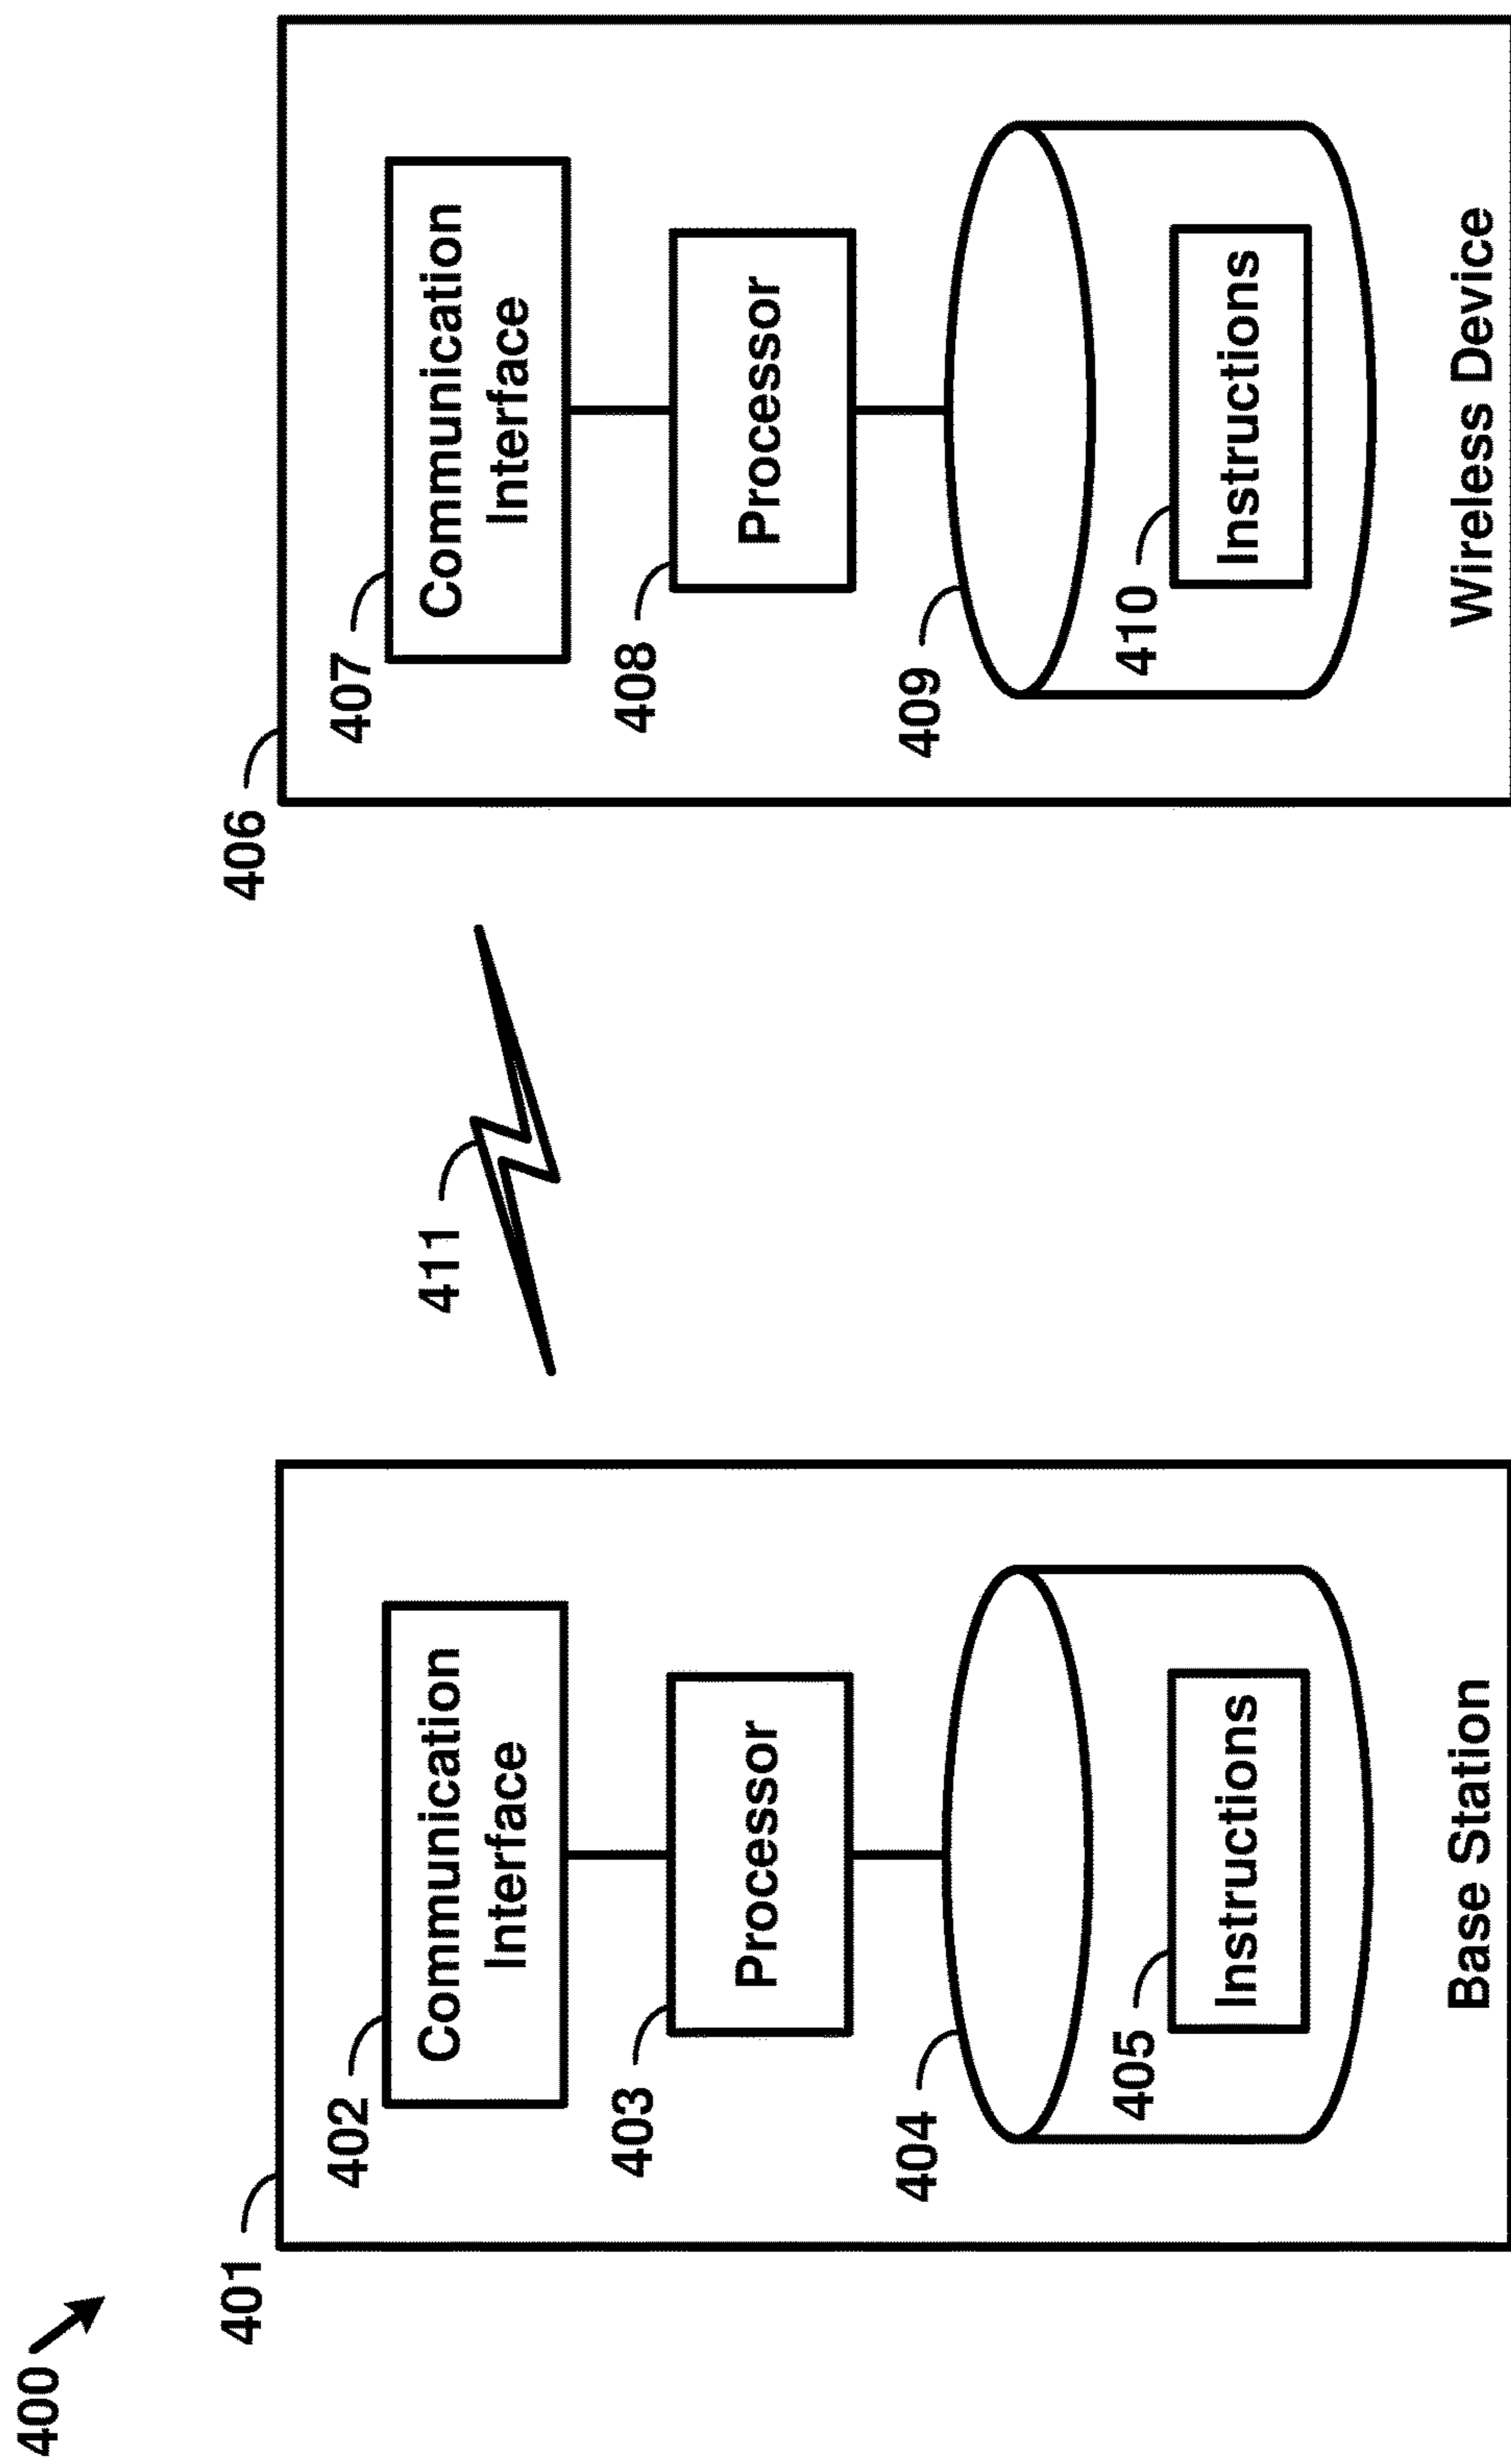 400
401
402
Communication
Interface
403
Processor
404
405
Instructions
Base Station
411
406
407
Communication
Interface
408
Processor
409
410
Instructions
Wireless Device